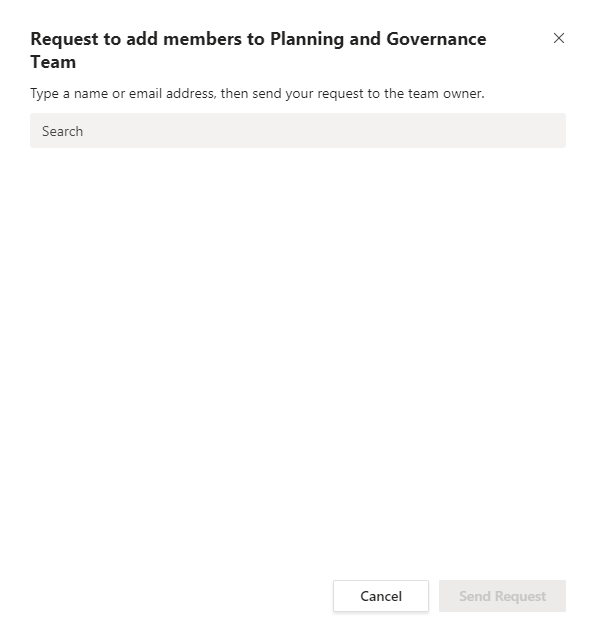 Request to add members to Planning and Governance
Team
Type a name or email address, then send your request to the team owner.
Search
Cancel
Send Request